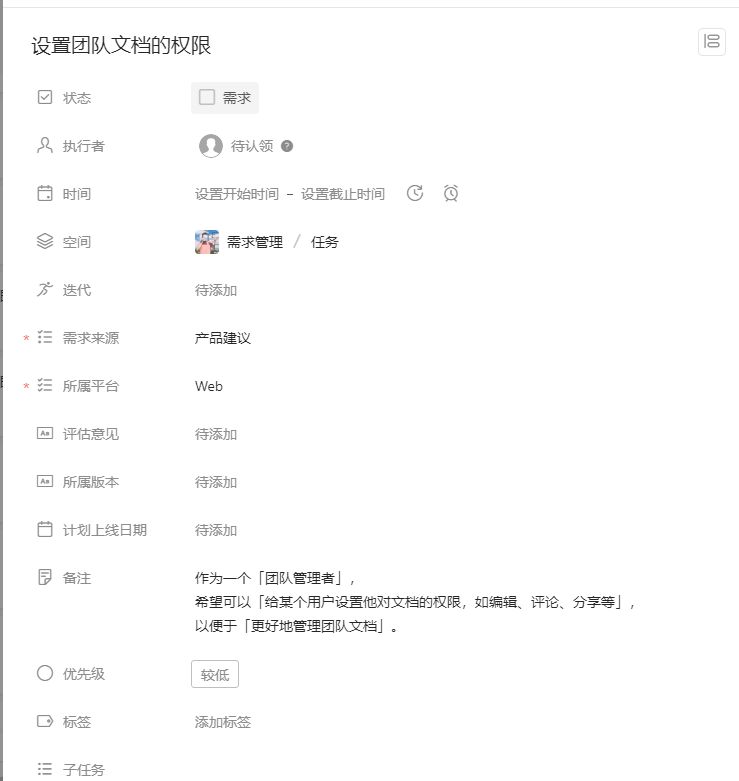 设置团队文档的权限
状态 需求
执行者 待认领 ?
时间 设置开始时间 - 设置截止时间
空间 需求管理 / 任务
迭代 待添加
* 需求来源 产品建议
* 所属平台 Web
Aa 评估意见 待添加
Aa 所属版本 待添加
计划上线日期 待添加
备注 作为一个「团队管理者」，
希望可以「给某个用户设置他对文档的权限，如编辑、评论、分享等」，
以便于「更好地管理团队文档」。
优先级 较低
标签 添加标签
子任务